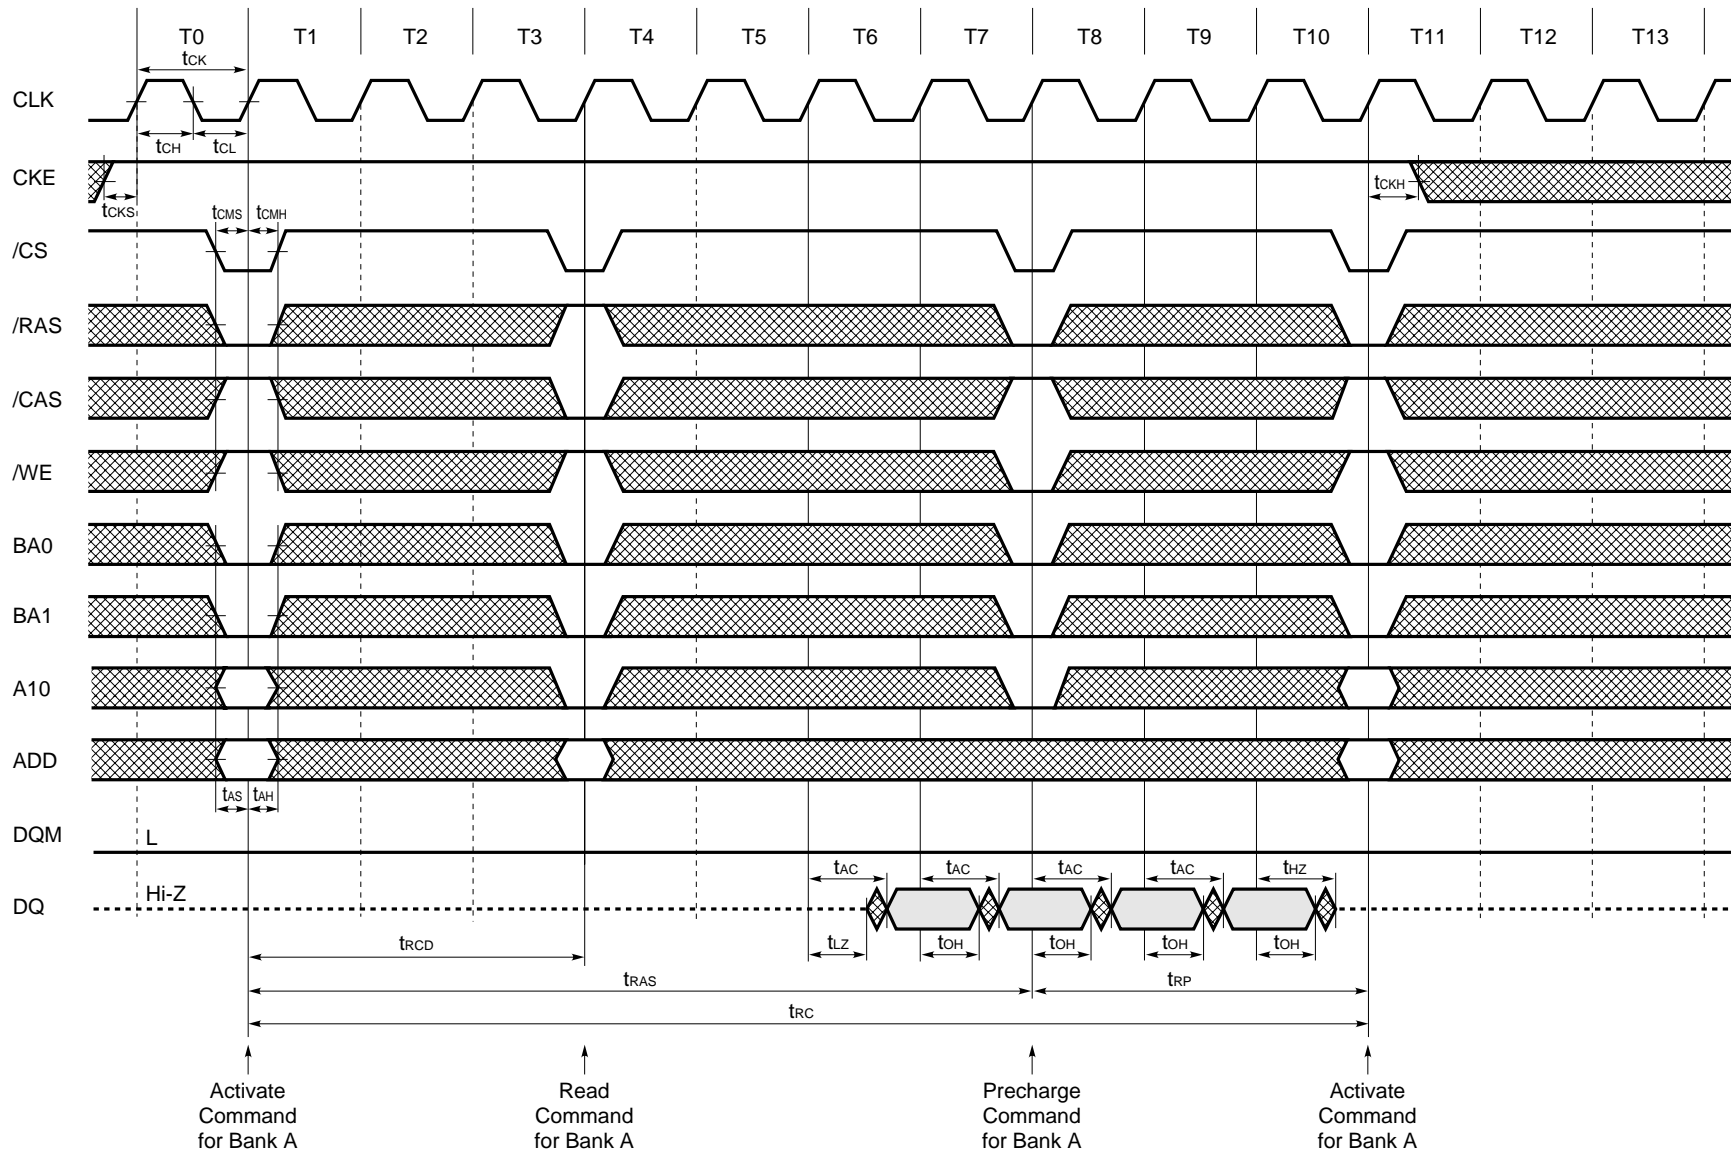 T0 T1 T2 T3 T4 T5 T6 T7 T8 T9 T10 T11 T12 T13
tCK
CLK
tCH tCL
CKE
tCKS tCKH
tCMS tCMH
/CS
/RAS
/CAS
/WE
BA0
BA1
A10
ADD
tAS tAH
DQM L
tAC tAC tAC tAC tHZ
DQ Hi-Z
tLZ tOH tOH tOH tOH
tRCD
tRAS tRP
tRC
Activate Command for Bank A
Read Command for Bank A
Precharge Command for Bank A
Activate Command for Bank A